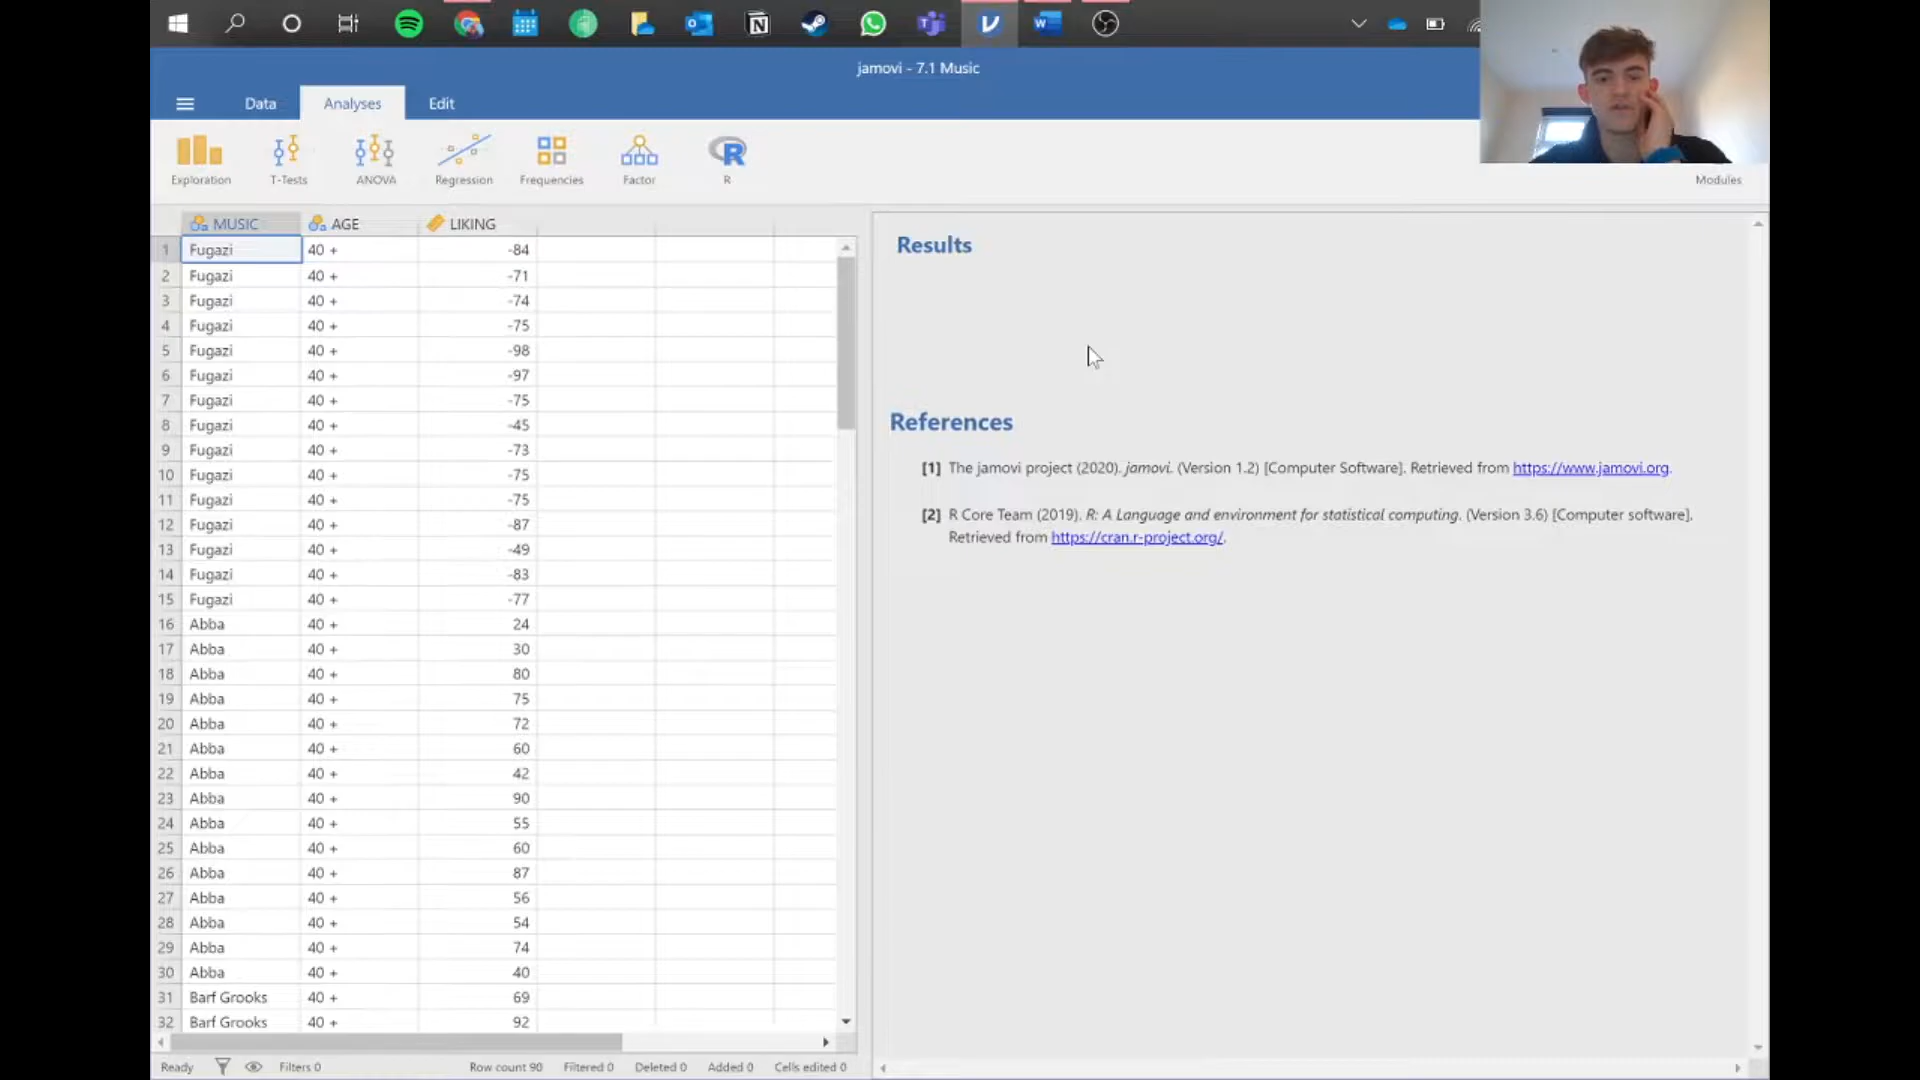 jamovi - 7.1 Music
Data Analyses Edit
Exploration T-Tests ANOVA Regression Frequencies Factor R Modules
MUSIC AGE LIKING
1 Fugazi 40 + -84
2 Fugazi 40 + -71
3 Fugazi 40 + -74
4 Fugazi 40 + -75
5 Fugazi 40 + -98
6 Fugazi 40 + -97
7 Fugazi 40 + -75
8 Fugazi 40 + -45
9 Fugazi 40 + -73
10 Fugazi 40 + -75
11 Fugazi 40 + -75
12 Fugazi 40 + -87
13 Fugazi 40 + -49
14 Fugazi 40 + -83
15 Fugazi 40 + -77
16 Abba 40 + 24
17 Abba 40 + 30
18 Abba 40 + 80
19 Abba 40 + 75
20 Abba 40 + 72
21 Abba 40 + 60
22 Abba 40 + 42
23 Abba 40 + 90
24 Abba 40 + 55
25 Abba 40 + 60
26 Abba 40 + 87
27 Abba 40 + 56
28 Abba 40 + 54
29 Abba 40 + 74
30 Abba 40 + 40
31 Barf Grooks 40 + 69
32 Barf Grooks 40 + 92
Ready Filters 0 Row count 90 Filtered 0 Deleted 0 Added 0 Cells edited 0
Results
References
[1] The jamovi project (2020). jamovi. (Version 1.2) [Computer Software]. Retrieved from https://www.jamovi.org.
[2] R Core Team (2019). R: A Language and environment for statistical computing. (Version 3.6) [Computer software].
Retrieved from https://cran.r-project.org/.